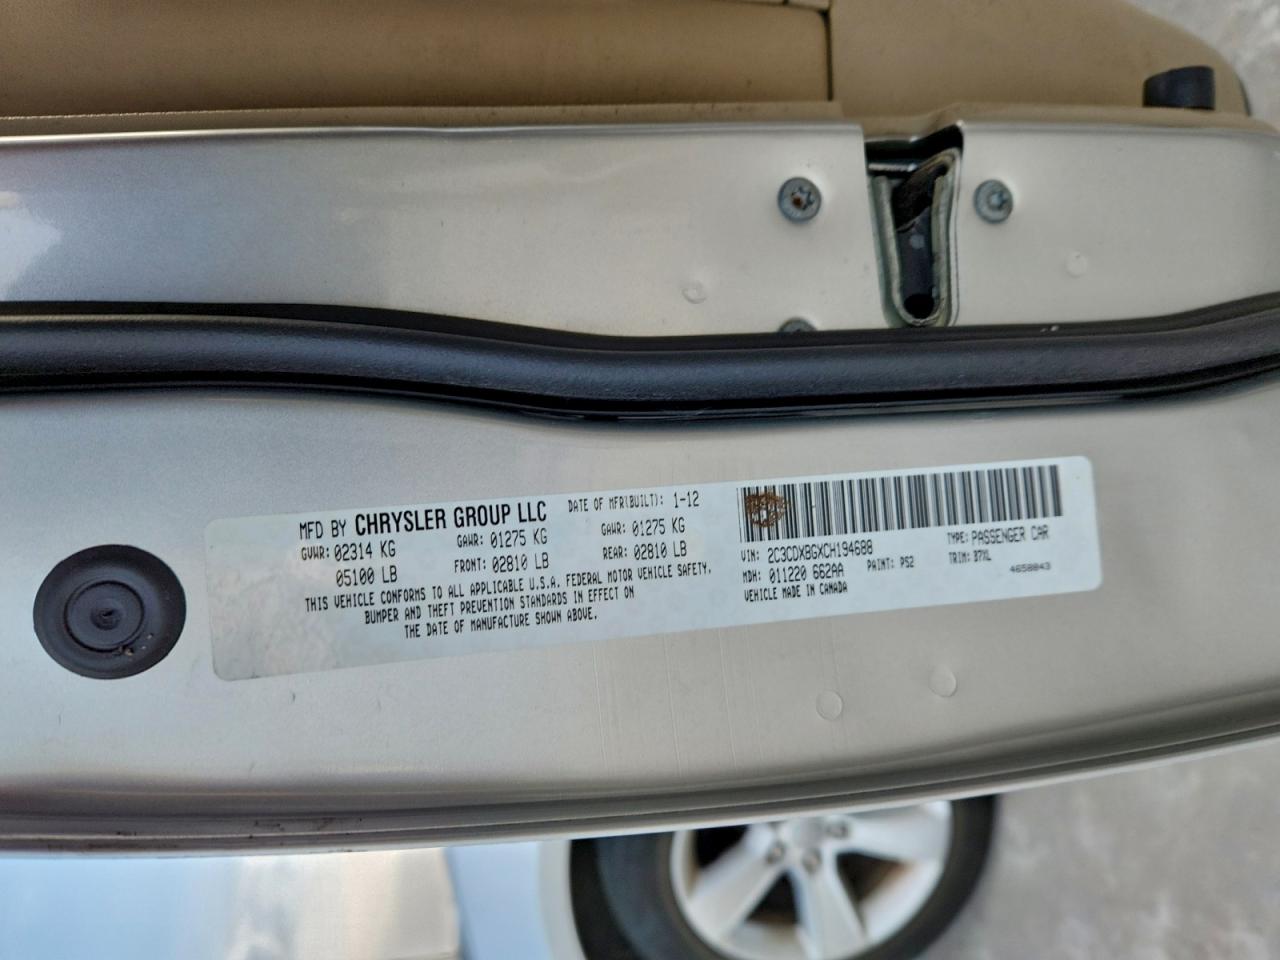 MFD BY CHRYSLER GROUP LLC DATE OF MFR(BUILT): 1-12
GVWR: 02314 KG GAWR: 01275 KG GAWR: 01275 KG
05100 LB FRONT: 02810 LB REAR: 02810 LB
THIS VEHICLE CONFORMS TO ALL APPLICABLE U.S.A. FEDERAL MOTOR VEHICLE SAFETY,
BUMPER AND THEFT PREVENTION STANDARDS IN EFFECT ON
THE DATE OF MANUFACTURE SHOWN ABOVE.
VIN: 2C3CDXBGXCH194688 TYPE: PASSENGER CAR
MDH: 011220 662AA PAINT: PS2 TRIM: B7XL
VEHICLE MADE IN CANADA 4658843